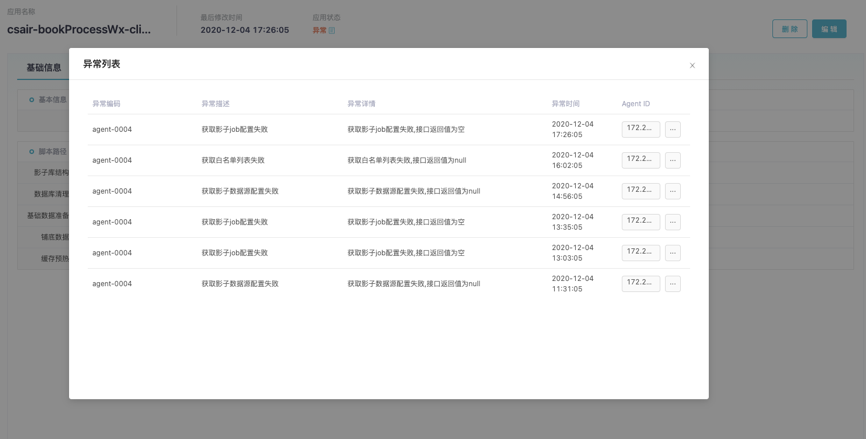 应用名称
csair-bookProcessWx-cli...
最后修改时间
2020-12-04 17:26:05
应用状态
异常
删 除
编 辑
基础信息
基本信息
脚本路径
影子库结构
数据库清理
基础数据准备
铺底数据
缓存预热
异常列表
异常编码 异常描述 异常详情 异常时间 Agent ID
agent-0004 获取影子job配置失败 获取影子job配置失败,接口返回值为空 2020-12-04 17:26:05 172.2... ...
agent-0004 获取白名单列表失败 获取白名单列表失败,接口返回值为null 2020-12-04 16:02:05 172.2... ...
agent-0004 获取影子数据源配置失败 获取影子数据源配置失败,接口返回值为null 2020-12-04 14:56:05 172.2... ...
agent-0004 获取影子job配置失败 获取影子job配置失败,接口返回值为空 2020-12-04 13:35:05 172.2... ...
agent-0004 获取影子job配置失败 获取影子job配置失败,接口返回值为空 2020-12-04 13:03:05 172.2... ...
agent-0004 获取影子数据源配置失败 获取影子数据源配置失败,接口返回值为null 2020-12-04 11:31:05 172.2... ...